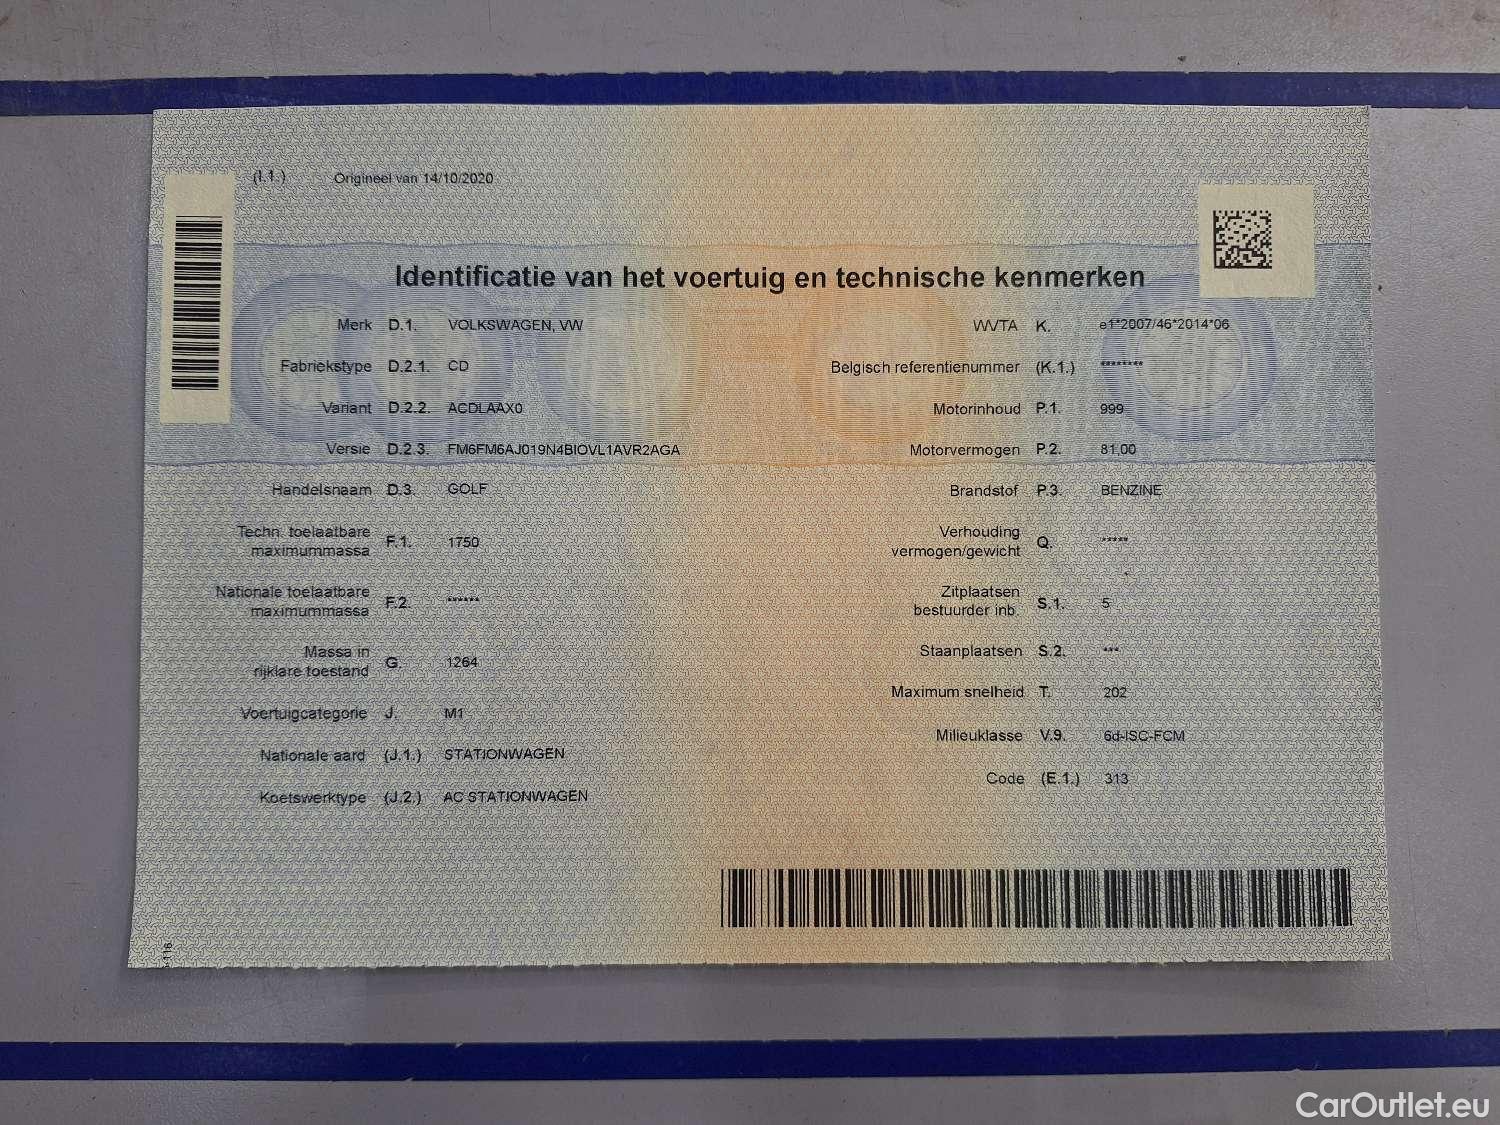 (I.1.) Origineel van 14/10/2020
Identificatie van het voertuig en technische kenmerken
Merk D.1. VOLKSWAGEN, VW
Fabriekstype D.2.1. CD
Variant D.2.2. ACDLAAX0
Versie D.2.3. FM6FM6AJ019N4BIOVL1AVR2AGA
Handelsnaam D.3. GOLF
Techn. toelaatbare
maximummassa F.1. 1750
Nationale toelaatbare
maximummassa F.2. ******
Massa in
rijklare toestand G. 1264
Voertuigcategorie J. M1
Nationale aard (J.1.) STATIONWAGEN
Koetswerktype (J.2.) AC STATIONWAGEN
WVTA K. e1*2007/46*2014*06
Belgisch referentienummer (K.1.) ********
Motorinhoud P.1. 999
Motorvermogen P.2. 81,00
Brandstof P.3. BENZINE
Verhouding
vermogen/gewicht Q. *****
Zitplaatsen
bestuurder inb. S.1. 5
Staanplaatsen S.2. ***
Maximum snelheid T. 202
Milieuklasse V.9. 6d-ISC-FCM
Code (E.1.) 313
CarOutlet.eu